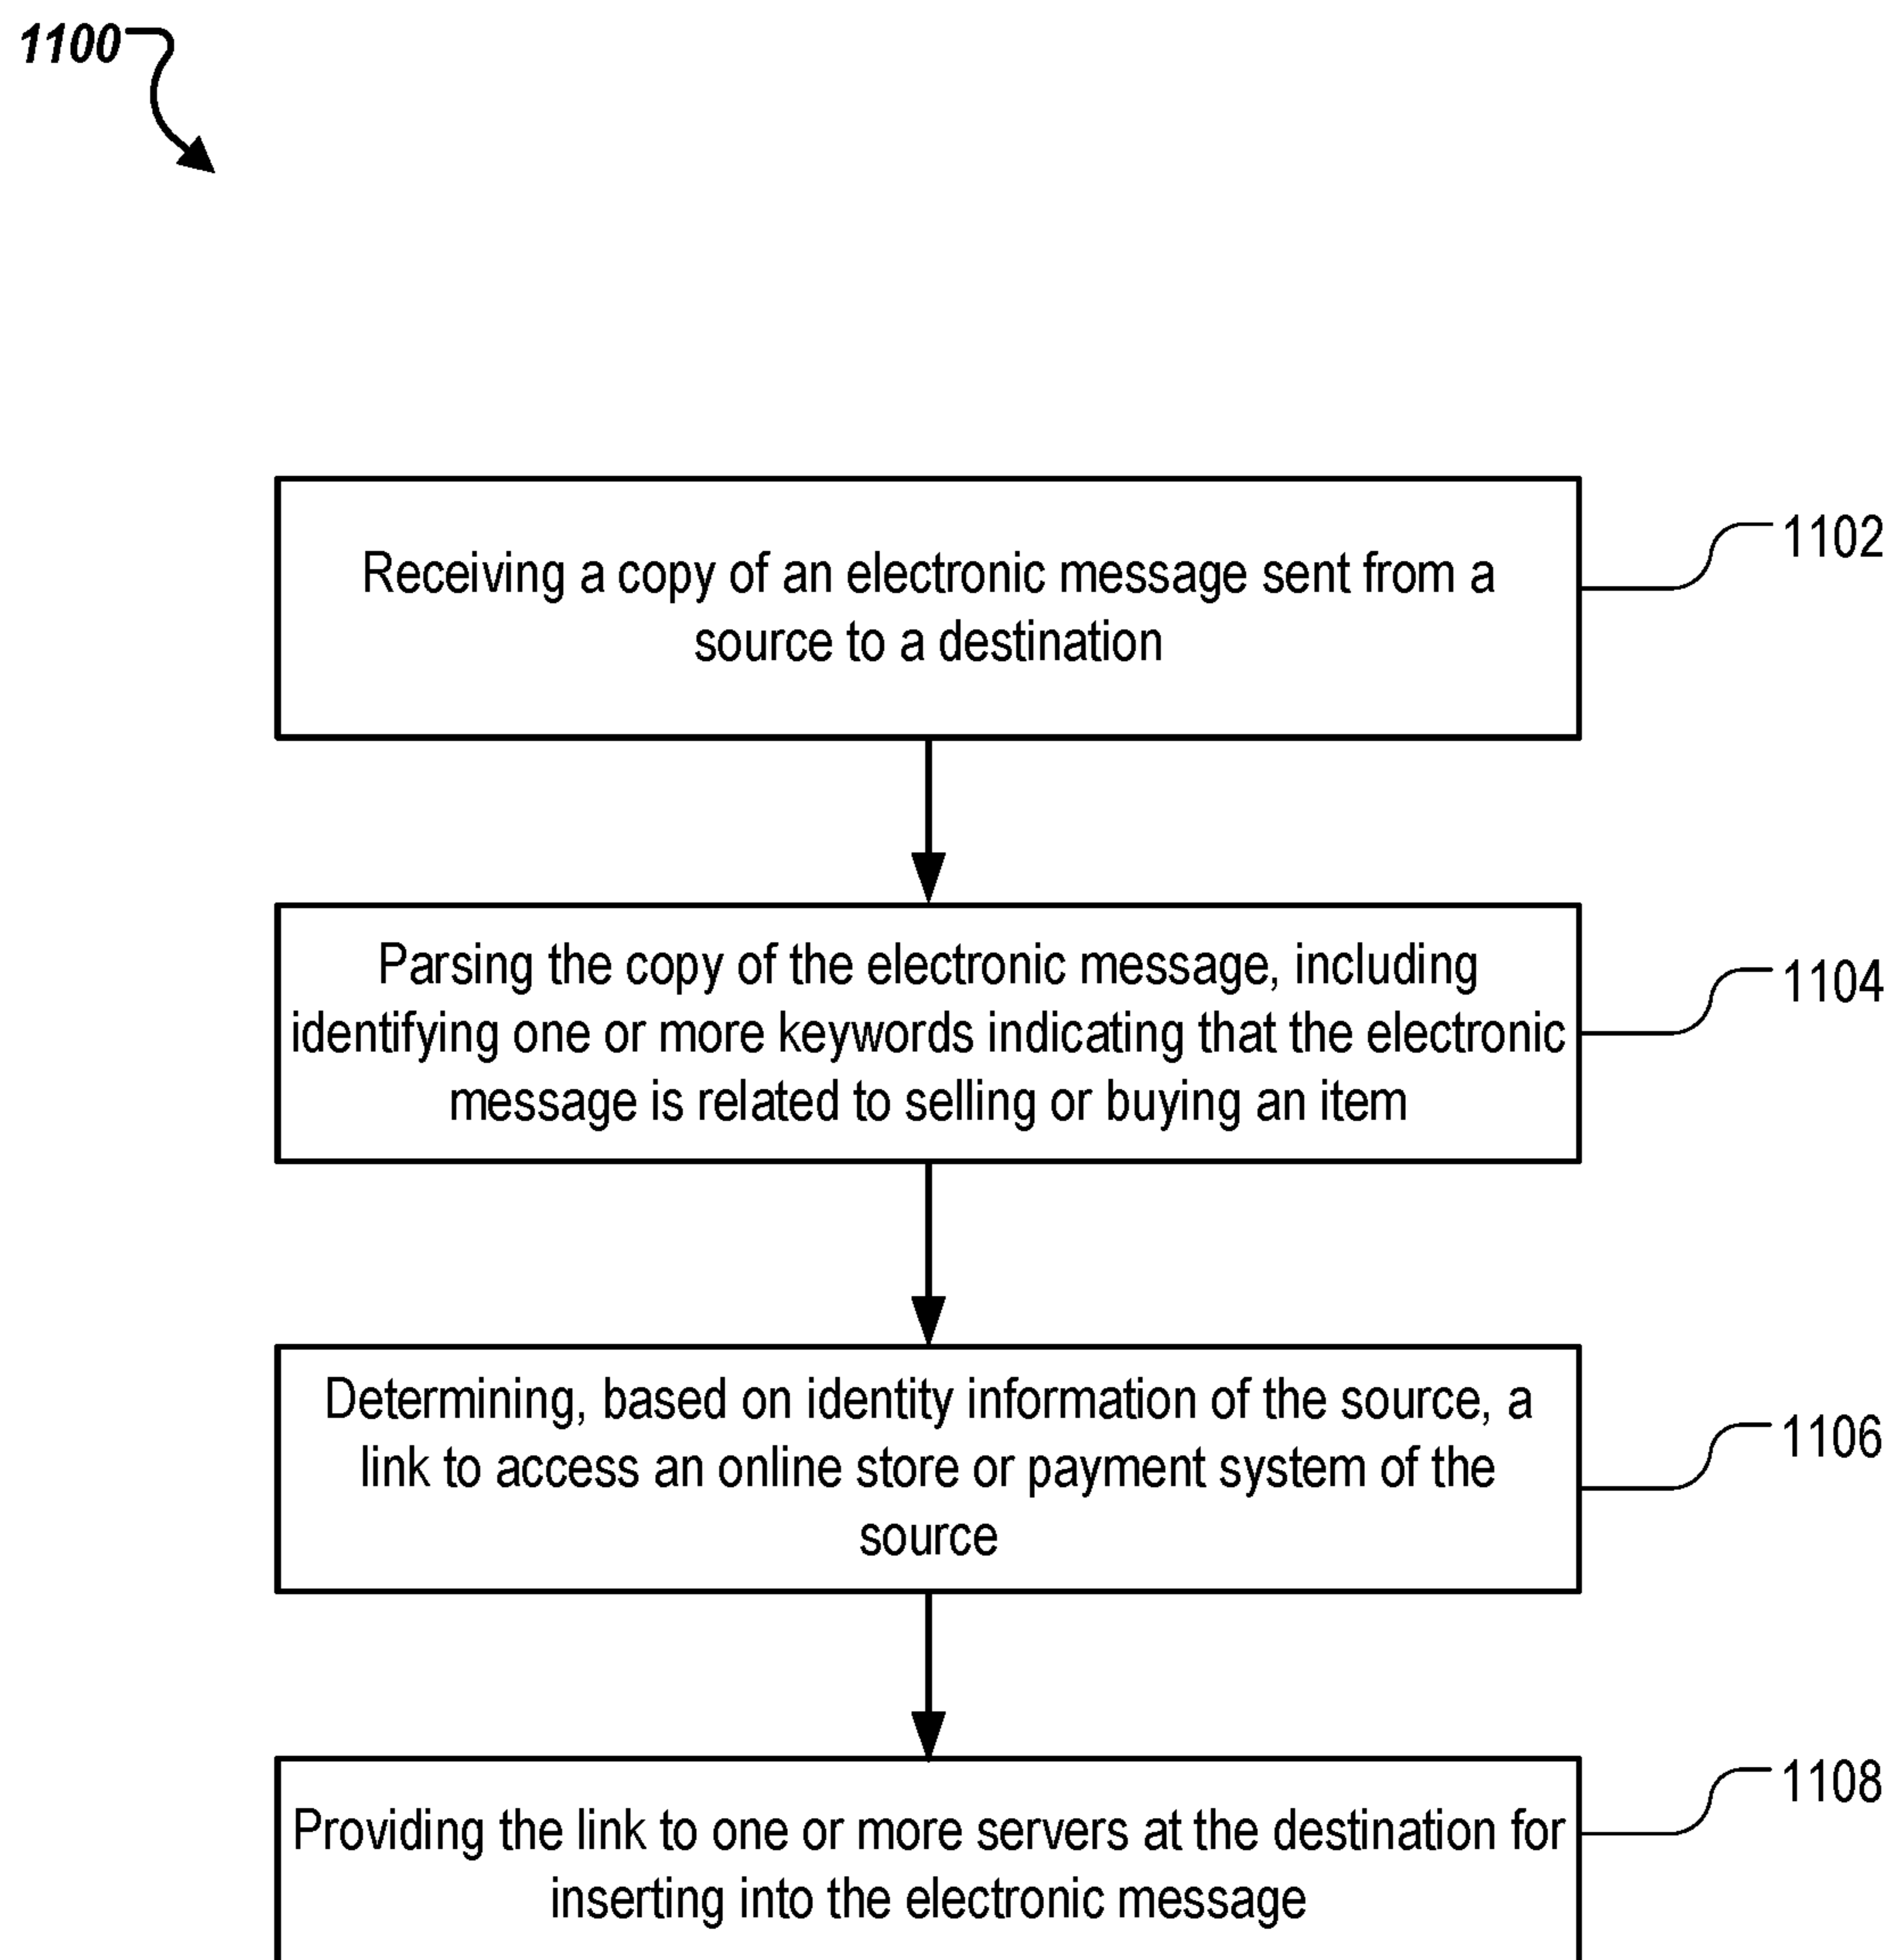 1100
Receiving a copy of an electronic message sent from a
source to a destination
1102
Parsing the copy of the electronic message, including
identifying one or more keywords indicating that the electronic
message is related to selling or buying an item
1104
Determining, based on identity information of the source, a
link to access an online store or payment system of the
source
1106
Providing the link to one or more servers at the destination for
inserting into the electronic message
1108